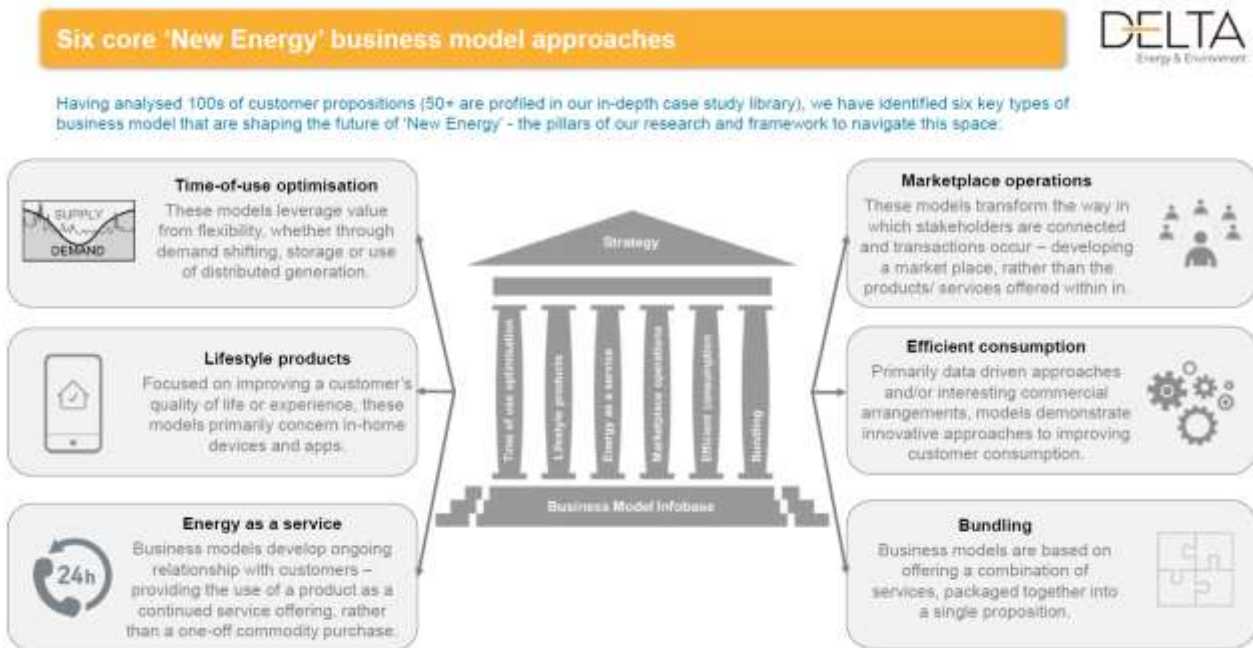 Six core 'New Energy' business model approaches
DELTA
Energy & Environment
Having analysed 100s of customer propositions (50+ are profiled in our in-depth case study library), we have identified six key types of
business model that are shaping the future of 'New Energy' - the pillars of our research and framework to navigate this space:
Time-of-use optimisation
These models leverage value
from flexibility, whether through
demand shifting, storage or use
of distributed generation.
SUPPLY
DEMAND
Lifestyle products
Focused on improving a customer's
quality of life or experience, these
models primarily concern in-home
devices and apps.
Energy as a service
Business models develop ongoing
relationship with customers –
providing the use of a product as a
continued service offering, rather
than a one-off commodity purchase.
24h
Strategy
Time of use optimisation
Lifestyle products
Energy as a service
Marketplace operations
Efficient consumption
Bundling
Business Model Infobase
Marketplace operations
These models transform the way in
which stakeholders are connected
and transactions occur – developing
a market place, rather than the
products/ services offered within in.
Efficient consumption
Primarily data driven approaches
and/or interesting commercial
arrangements, models demonstrate
innovative approaches to improving
customer consumption.
Bundling
Business models are based on
offering a combination of
services, packaged together into
a single proposition.